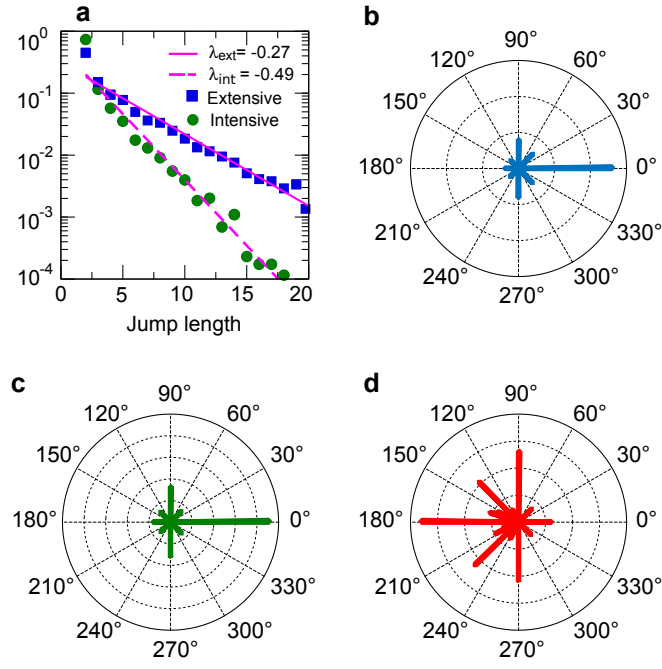 a
10^0
10^-1
10^-2
10^-3
10^-4
λ_ext= -0.27
λ_int = -0.49
Extensive
Intensive
0 5 10 15 20
Jump length
b
90°
120° 60°
150° 30°
180° 0°
210° 330°
240° 300°
270°
c
90°
120° 60°
150° 30°
180° 0°
210° 330°
240° 300°
270°
d
90°
120° 60°
150° 30°
180° 0°
210° 330°
240° 300°
270°